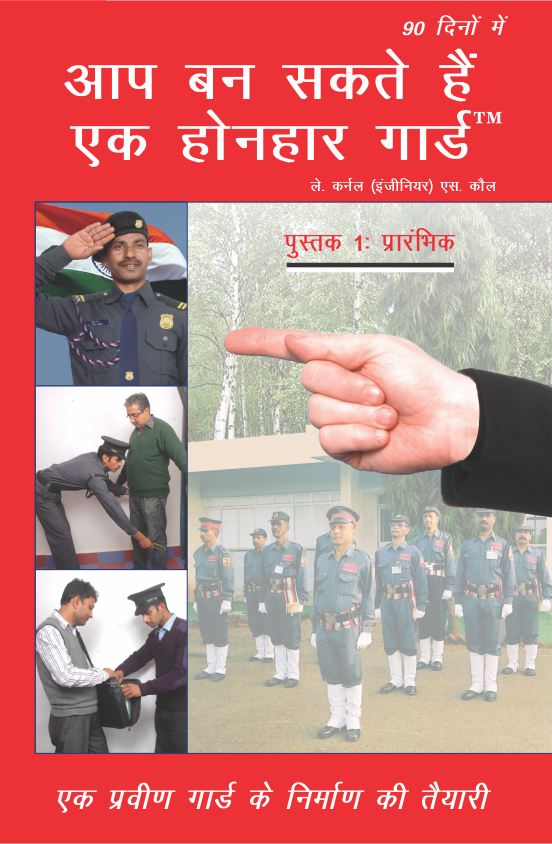 90 दिनों में
आप बन सकते हैं
एक होनहार गार्ड™
ले. कर्नल (इंजीनियर) एस. कौल
पुस्तक 1: प्रारंभिक
एक प्रवीण गार्ड के निर्माण की तैयारी